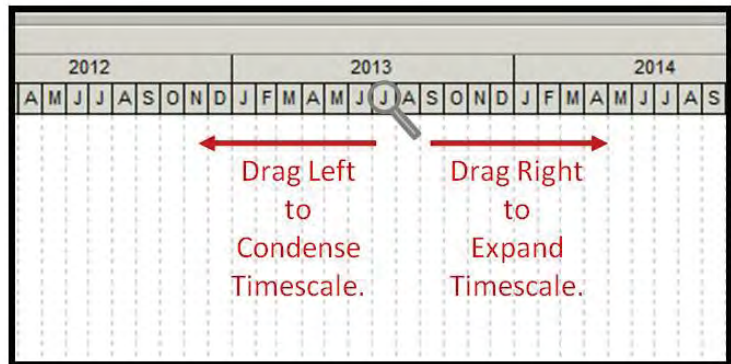 2012 2013 2014
A M J J A S O N D J F M A M J J A S O N D J F M A M J J A S
Drag Left Drag Right
to to
Condense Expand
Timescale. Timescale.